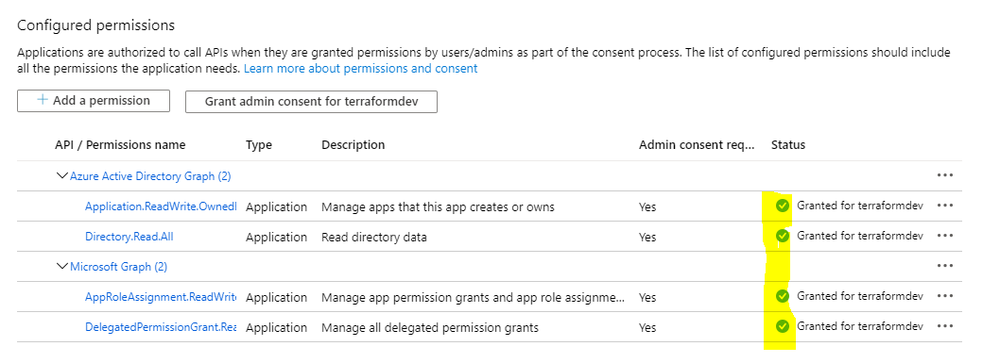 Configured permissions
Applications are authorized to call APIs when they are granted permissions by users/admins as part of the consent process. The list of configured permissions should include
all the permissions the application needs. Learn more about permissions and consent
+ Add a permission Grant admin consent for terraformdev
API / Permissions name Type Description Admin consent req... Status
Azure Active Directory Graph (2) ...
Application.ReadWrite.OwnedI Application Manage apps that this app creates or owns Yes Granted for terraformdev ...
Directory.Read.All Application Read directory data Yes Granted for terraformdev ...
Microsoft Graph (2) ...
AppRoleAssignment.ReadWrite Application Manage app permission grants and app role assignme... Yes Granted for terraformdev ...
DelegatedPermissionGrant.Rea Application Manage all delegated permission grants Yes Granted for terraformdev ...